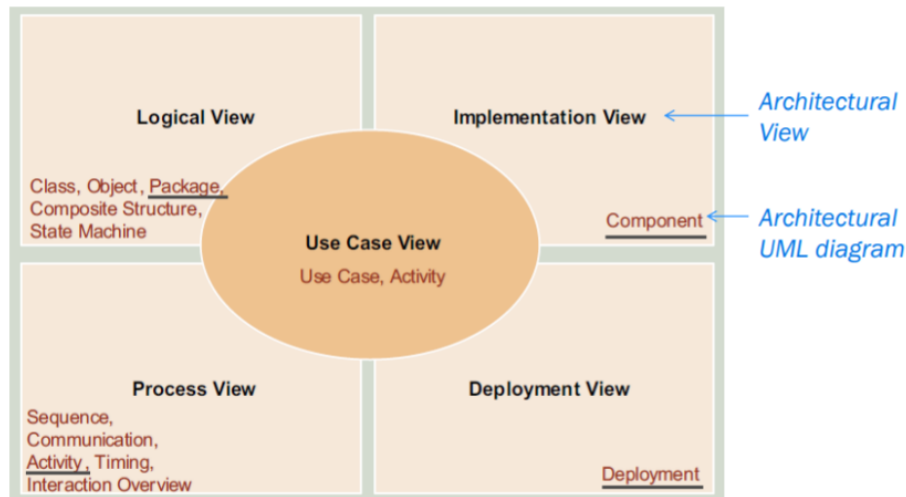 Logical View
Class, Object, Package,
Composite Structure,
State Machine
Implementation View
Component
Architectural
View
Architectural
UML diagram
Use Case View
Use Case, Activity
Process View
Sequence,
Communication,
Activity, Timing,
Interaction Overview
Deployment View
Deployment